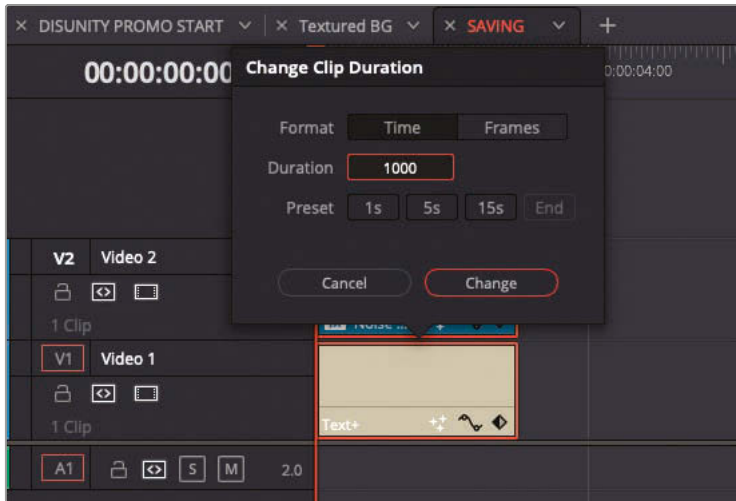 × DISUNITY PROMO START × Textured BG × SAVING +
00:00:00:00
Change Clip Duration
0:00:04:00
Format Time Frames
Duration 1000
Preset 1s 5s 15s End
Cancel Change
V2 Video 2
1 Clip
Noise ...
V1 Video 1
1 Clip
Text+
A1 S M 2.0